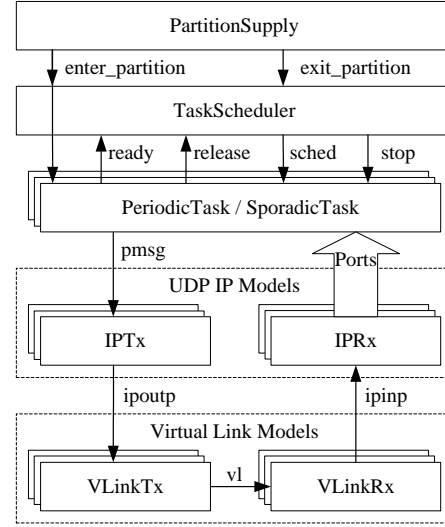 PartitionSupply
enter_partition exit_partition
TaskScheduler
ready release sched stop
PeriodicTask / SporadicTask
pmsg Ports
UDP IP Models
IPTx IPRx
ipoutp ipinp
Virtual Link Models
VLinkTx vl VLinkRx